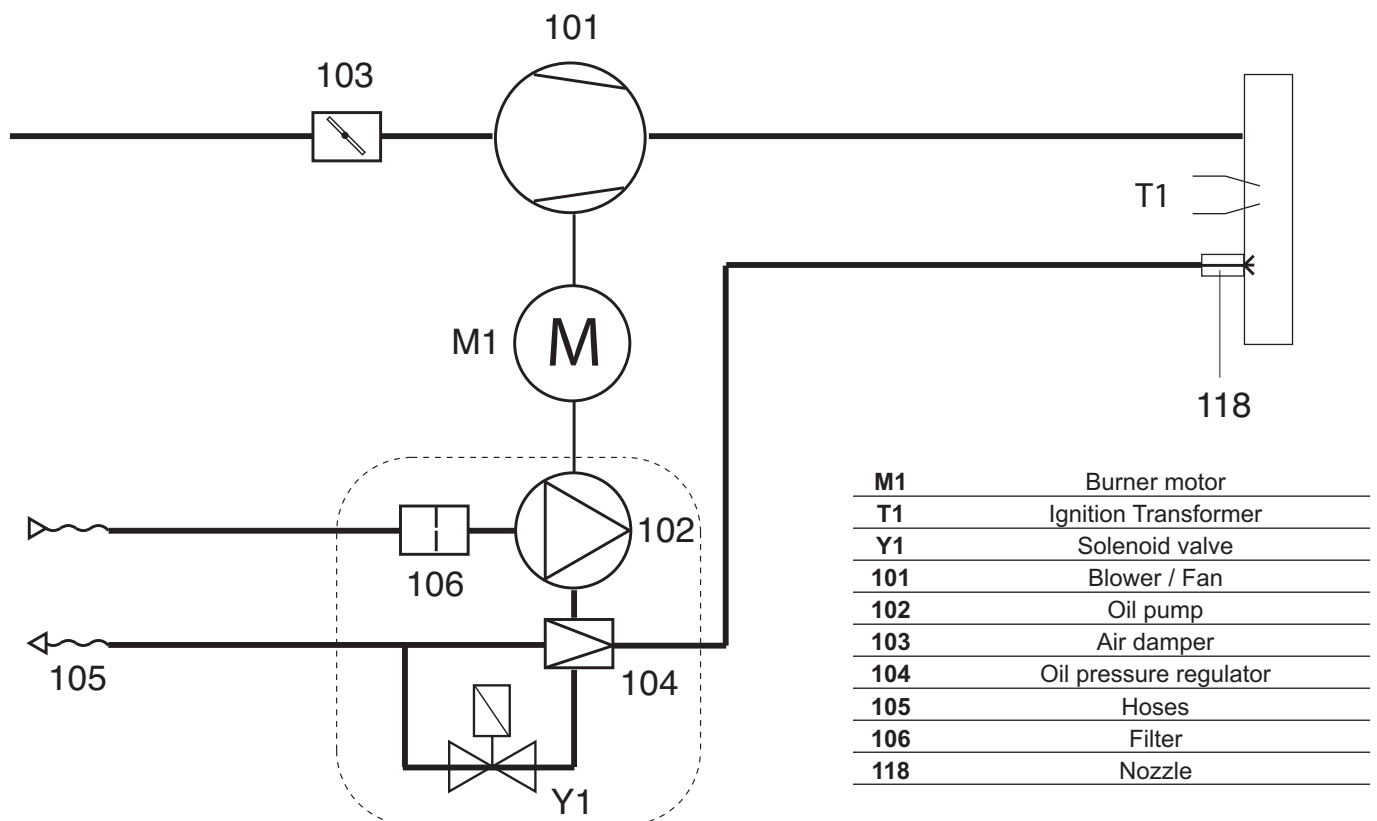 101
103
T1
M1
M
118
102
106
105
104
Y1
M1 Burner motor
T1 Ignition Transformer
Y1 Solenoid valve
101 Blower / Fan
102 Oil pump
103 Air damper
104 Oil pressure regulator
105 Hoses
106 Filter
118 Nozzle